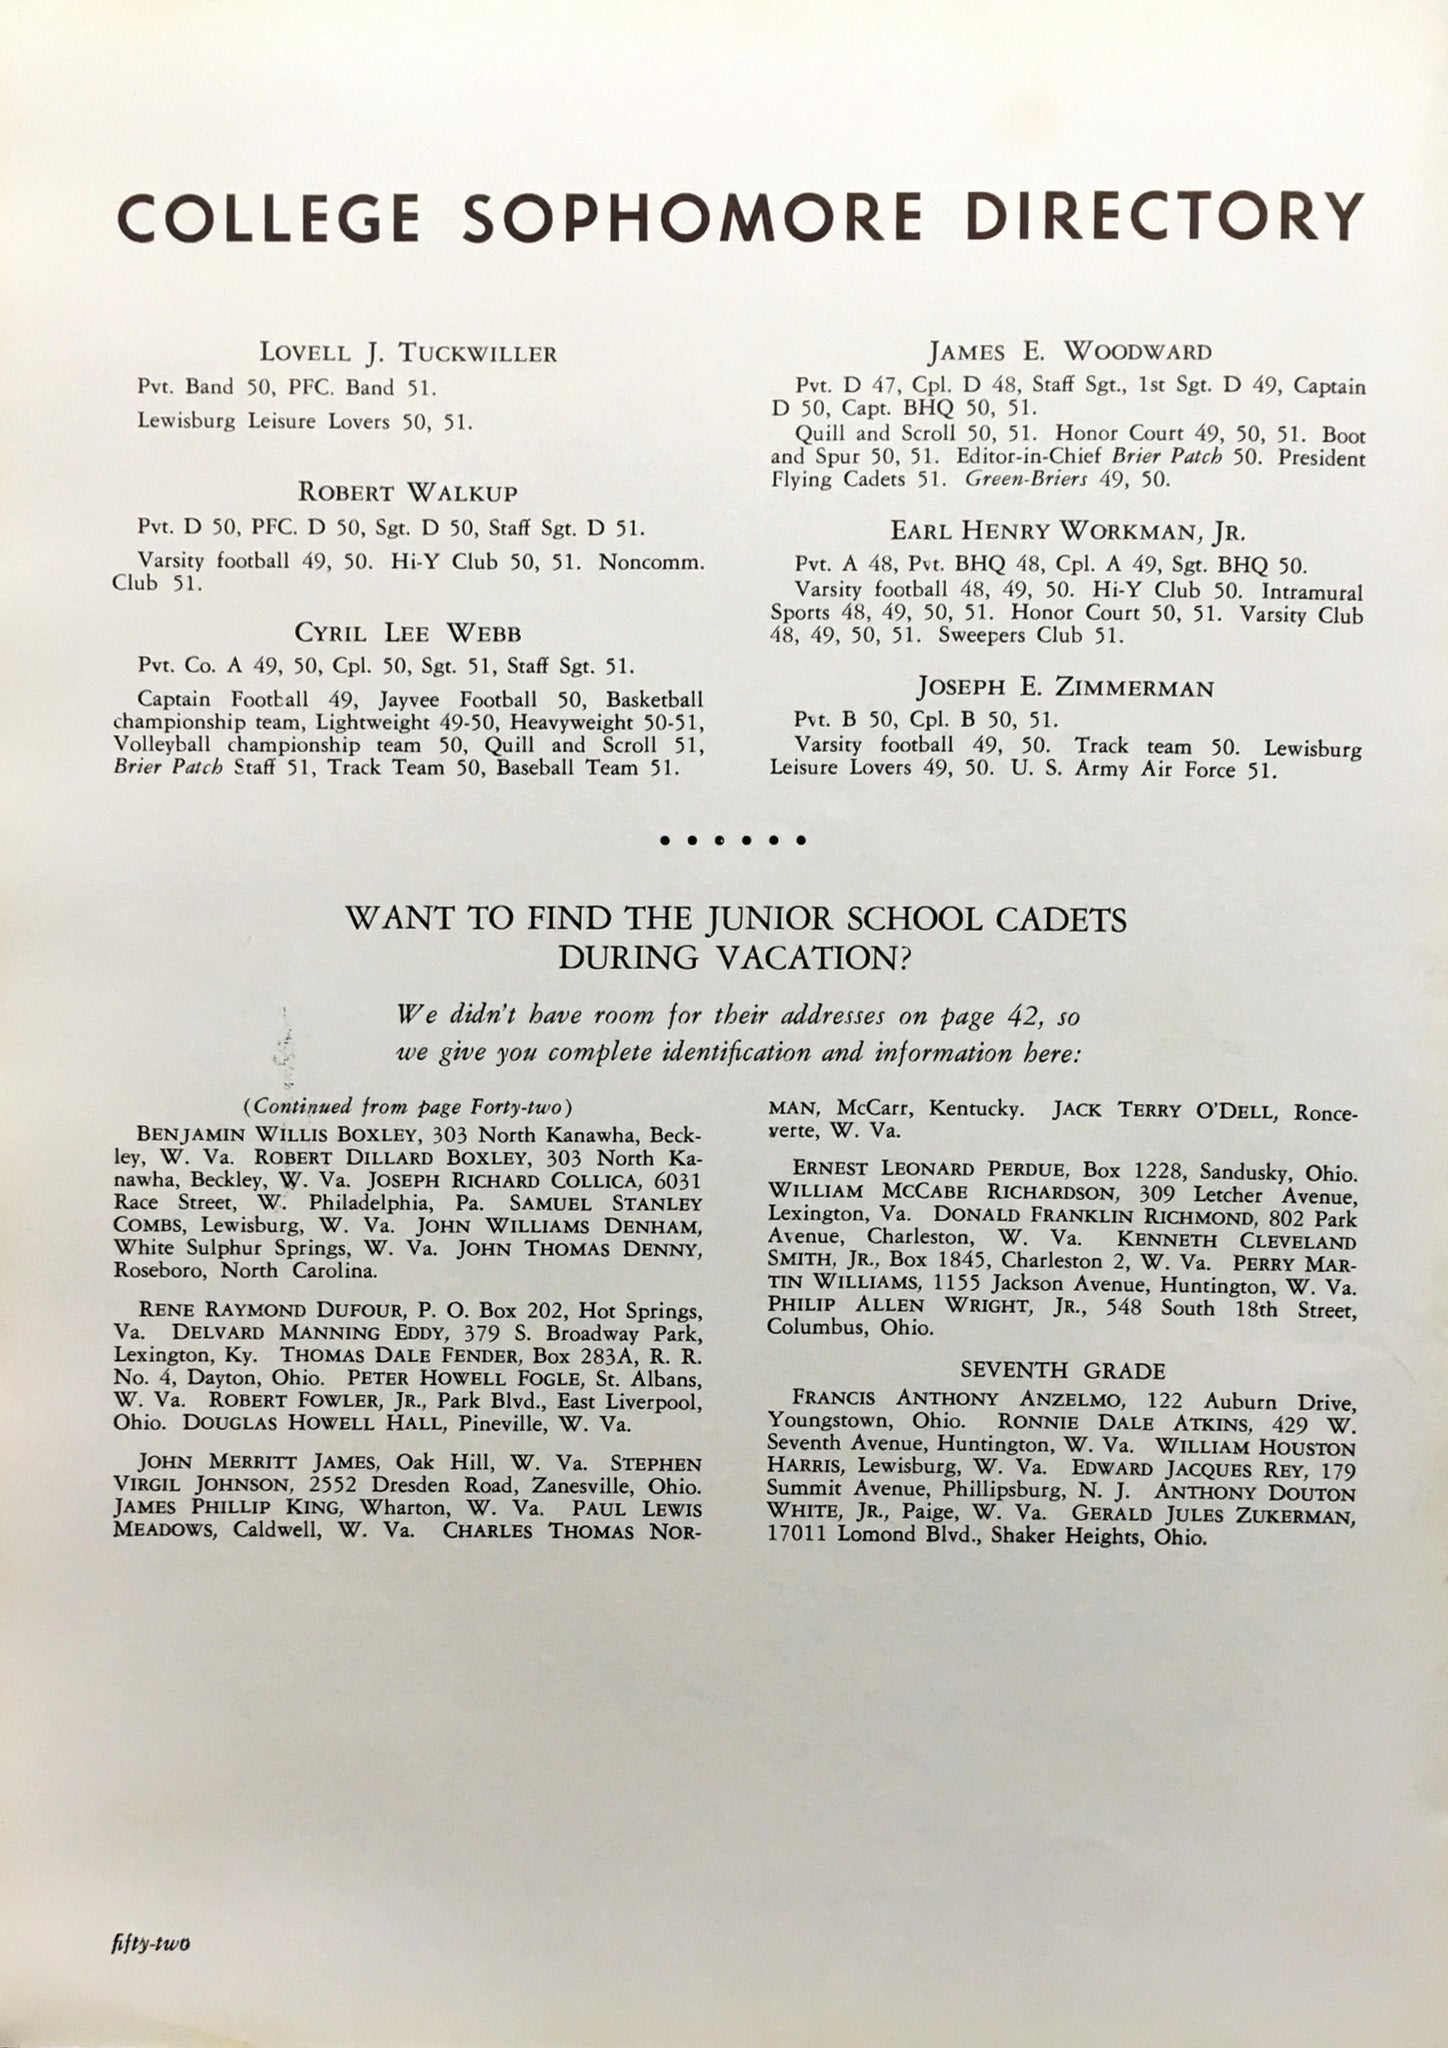 COLLEGE SOPHOMORE DIRECTORY
LOVELL J. TUCKWILLER
Pvt. Band 50, PFC. Band 51.
Lewisburg Leisure Lovers 50, 51.
ROBERT WALKUP
Pvt. D 50, PFC. D 50, Sgt. D 50, Staff Sgt. D 51.
Varsity football 49, 50. Hi-Y Club 50, 51. Noncomm.
Club 51.
CYRIL LEE WEBB
Pvt. Co. A 49, 50, Cpl. 50, Sgt. 51, Staff Sgt. 51.
Captain Football 49, Jayvee Football 50, Basketball
championship team, Lightweight 49-50, Heavyweight 50-51,
Volleyball championship team 50, Quill and Scroll 51,
Brier Patch Staff 51, Track Team 50, Baseball Team 51.
JAMES E. WOODWARD
Pvt. D 47, Cpl. D 48, Staff Sgt., 1st Sgt. D 49, Captain
D 50, Capt. BHQ 50, 51.
Quill and Scroll 50, 51. Honor Court 49, 50, 51. Boot
and Spur 50, 51. Editor-in-Chief Brier Patch 50. President
Flying Cadets 51. Green-Briers 49, 50.
EARL HENRY WORKMAN, JR.
Pvt. A 48, Pvt. BHQ 48, Cpl. A 49, Sgt. BHQ 50.
Varsity football 48, 49, 50. Hi-Y Club 50. Intramural
Sports 48, 49, 50, 51. Honor Court 50, 51. Varsity Club
48, 49, 50, 51. Sweepers Club 51.
JOSEPH E. ZIMMERMAN
Pvt. B 50, Cpl. B 50, 51.
Varsity football 49, 50. Track team 50. Lewisburg
Leisure Lovers 49, 50. U. S. Army Air Force 51.
• • • • • •
WANT TO FIND THE JUNIOR SCHOOL CADETS
DURING VACATION?
We didn't have room for their addresses on page 42, so
we give you complete identification and information here:
(Continued from page Forty-two)
BENJAMIN WILLIS BOXLEY, 303 North Kanawha, Beck-
ley, W. Va. ROBERT DILLARD BOXLEY, 303 North Ka-
nawha, Beckley, W. Va. JOSEPH RICHARD COLLICA, 6031
Race Street, W. Philadelphia, Pa. SAMUEL STANLEY
COMBS, Lewisburg, W. Va. JOHN WILLIAMS DENHAM,
White Sulphur Springs, W. Va. JOHN THOMAS DENNY,
Roseboro, North Carolina.
RENE RAYMOND DUFOUR, P. O. Box 202, Hot Springs,
Va. DELVARD MANNING EDDY, 379 S. Broadway Park,
Lexington, Ky. THOMAS DALE FENDER, Box 283A, R. R.
No. 4, Dayton, Ohio. PETER HOWELL FOGLE, St. Albans,
W. Va. ROBERT FOWLER, JR., Park Blvd., East Liverpool,
Ohio. DOUGLAS HOWELL HALL, Pineville, W. Va.
JOHN MERRITT JAMES, Oak Hill, W. Va. STEPHEN
VIRGIL JOHNSON, 2552 Dresden Road, Zanesville, Ohio.
JAMES PHILLIP KING, Wharton, W. Va. PAUL LEWIS
MEADOWS, Caldwell, W. Va. CHARLES THOMAS NOR-
MAN, McCarr, Kentucky. JACK TERRY O'DELL, Ronce-
verte, W. Va.
ERNEST LEONARD PERDUE, Box 1228, Sandusky, Ohio.
WILLIAM MCCABE RICHARDSON, 309 Letcher Avenue,
Lexington, Va. DONALD FRANKLIN RICHMOND, 802 Park
Avenue, Charleston, W. Va. KENNETH CLEVELAND
SMITH, JR., Box 1845, Charleston 2, W. Va. PERRY MAR-
TIN WILLIAMS, 1155 Jackson Avenue, Huntington, W. Va.
PHILIP ALLEN WRIGHT, JR., 548 South 18th Street,
Columbus, Ohio.
SEVENTH GRADE
FRANCIS ANTHONY ANZELMO, 122 Auburn Drive,
Youngstown, Ohio. RONNIE DALE ATKINS, 429 W.
Seventh Avenue, Huntington, W. Va. WILLIAM HOUSTON
HARRIS, Lewisburg, W. Va. EDWARD JACQUES REY, 179
Summit Avenue, Phillipsburg, N. J. ANTHONY DOUTON
WHITE, JR., Paige, W. Va. GERALD JULES ZUKERMAN,
17011 Lomond Blvd., Shaker Heights, Ohio.
fifty-two